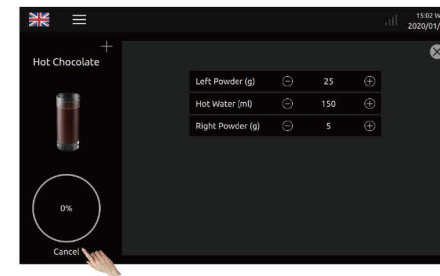 15:02 W
2020/01/
Hot Chocolate
Left Powder (g) 25
Hot Water (ml) 150
Right Powder (g) 5
0%
Cancel